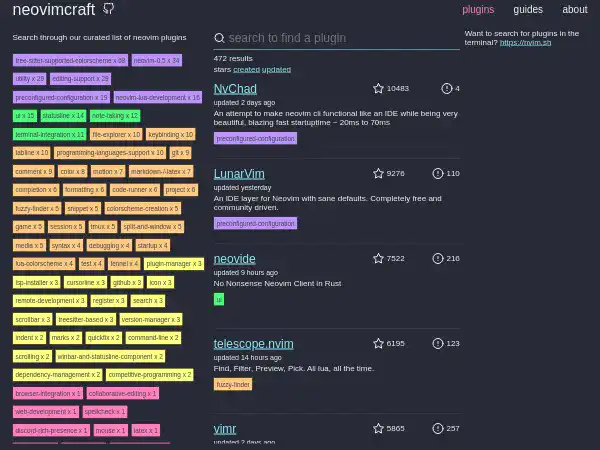 neovimcraft
plugins guides about
Search through our curated list of neovim plugins
tree-sitter-supported-colorscheme x 68 neovim-0.5 x 34
utility x 29 editing-support x 29
preconfigured-configuration x 19 neovim-lua-development x 16
ui x 15 statusline x 14 note-taking x 12
terminal-integration x 11 file-explorer x 10 keybinding x 10
tabline x 10 programming-languages-support x 10 git x 9
comment x 9 color x 8 motion x 7 markdown-/-latex x 7
completion x 6 formatting x 6 code-runner x 6 project x 6
fuzzy-finder x 5 snippet x 5 colorscheme-creation x 5
game x 5 session x 5 tmux x 5 split-and-window x 5
media x 5 syntax x 4 debugging x 4 startup x 4
lua-colorscheme x 4 test x 4 fennel x 4 plugin-manager x 3
lsp-installer x 3 cursorline x 3 github x 3 icon x 3
remote-development x 3 register x 3 search x 3
scrollbar x 3 treesitter-based x 3 version-manager x 3
indent x 2 marks x 2 quickfix x 2 command-line x 2
scrolling x 2 winbar-and-statusline-component x 2
dependency-management x 2 competitive-programming x 2
browser-integration x 1 collaborative-editing x 1
web-development x 1 spellcheck x 1
discord-rich-presence x 1 mouse x 1 latex x 1
search to find a plugin
472 results
stars created updated
NvChad 10483 4
updated 2 days ago
An attempt to make neovim cli functional like an IDE while being very
beautiful, blazing fast startuptime ~ 20ms to 70ms
preconfigured-configuration
LunarVim 9276 110
updated yesterday
An IDE layer for Neovim with sane defaults. Completely free and
community driven.
preconfigured-configuration
neovide 7522 216
updated 9 hours ago
No Nonsense Neovim Client in Rust
ui
telescope.nvim 6195 123
updated 14 hours ago
Find, Filter, Preview, Pick. All lua, all the time.
fuzzy-finder
vimr 5865 257
updated 2 days ago
Want to search for plugins in the
terminal? https://nvim.sh